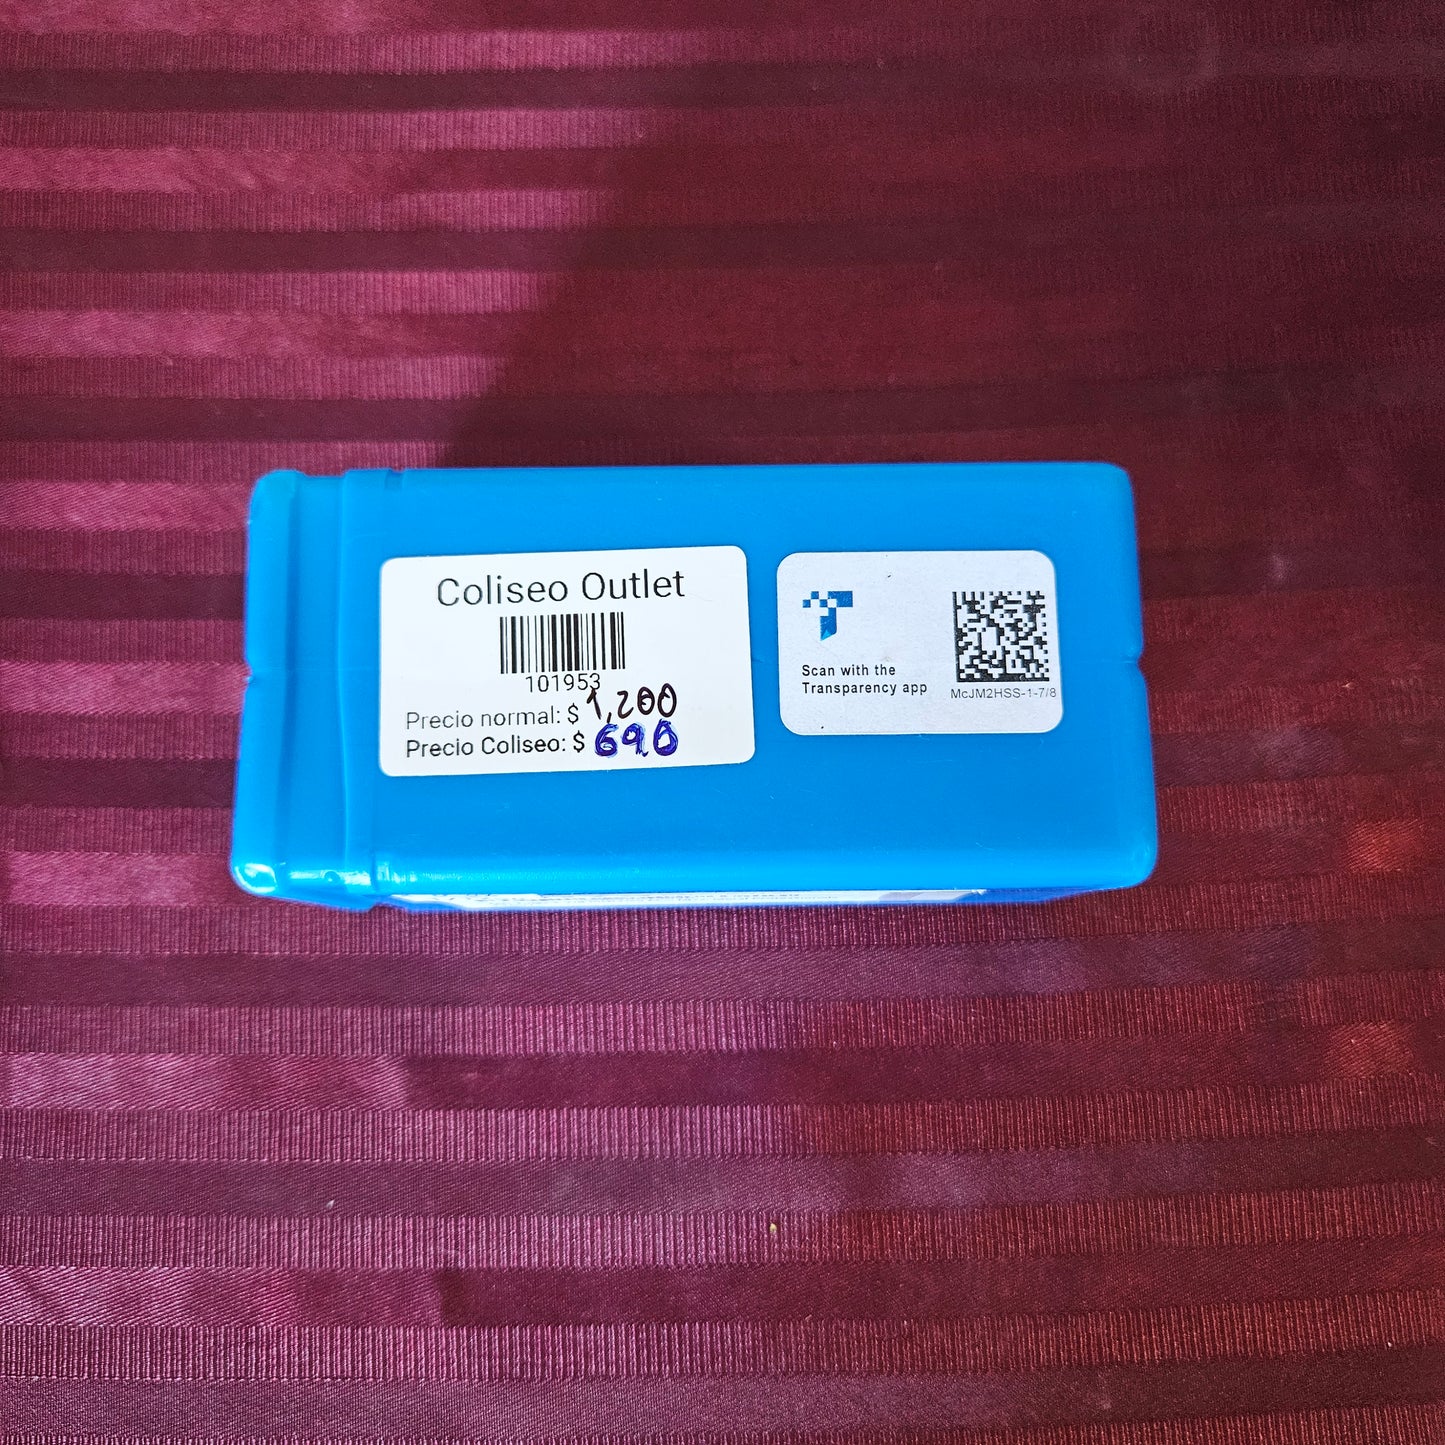 Coliseo Outlet
101953
Precio normal: $ 1,200
Precio Coliseo: $ 690
Scan with the
Transparency app
McJM2HSS-1-7/8